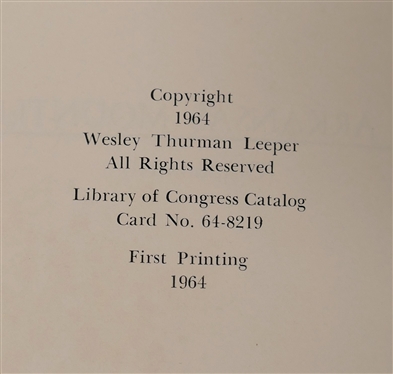 Copyright
1964
Wesley Thurman Leeper
All Rights Reserved
Library of Congress Catalog
Card No. 64-8219
First Printing
1964